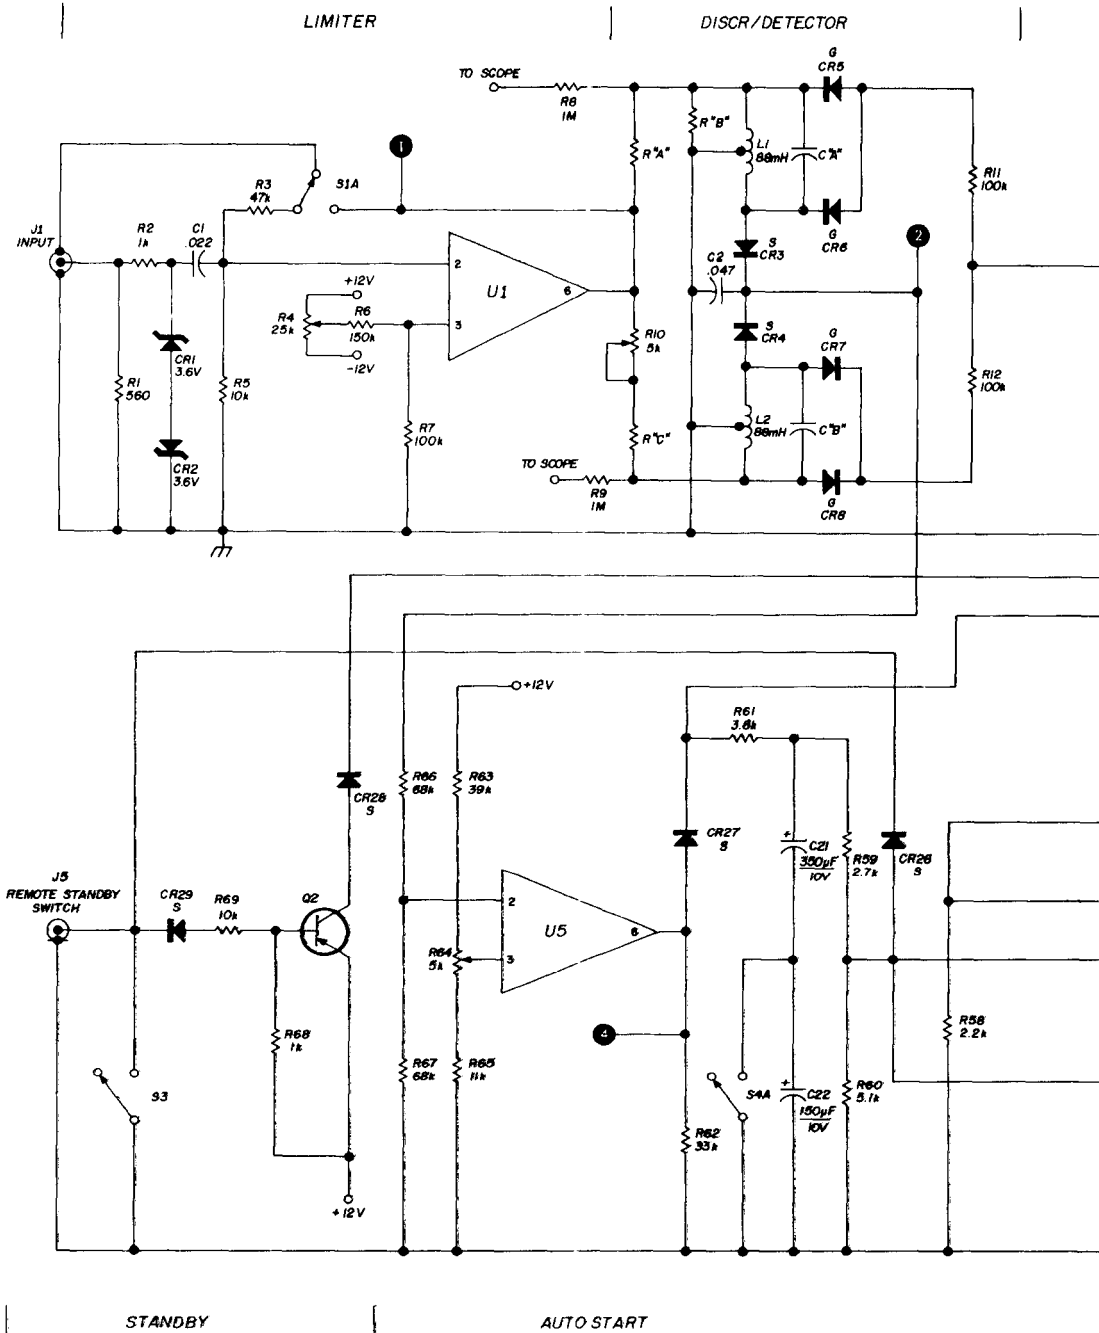 LIMITER
DISCR/DETECTOR
TO SCOPE
R8
1M
G
CR5
R"B"
L1
88mH
C"A"
R"A"
R11
100k
1
S1A
R3
47k
J1
INPUT
R2
1k
C1
.022
G
CR6
2
S
CR3
C2
.047
2
U1
6
3
+12V
R4
25k
R6
150k
-12V
R10
5k
S
CR4
G
CR7
R12
100k
CR1
3.6V
R1
560
R5
10k
R7
100k
R"C"
L2
88mH
C"B"
CR2
3.6V
TO SCOPE
R9
1M
G
CR8
+12V
R61
3.8k
CR28
S
R66
68k
R63
39k
CR27
S
+
C21
350µF
10V
R59
2.7k
CR26
S
J5
REMOTE STANDBY
SWITCH
CR29
S
R69
10k
Q2
2
U5
6
3
R64
5k
4
R68
1k
R67
68k
R65
11k
S3
S4A
+
C22
150µF
10V
R60
5.1k
R58
2.2k
R62
33k
+12V
STANDBY
AUTO START